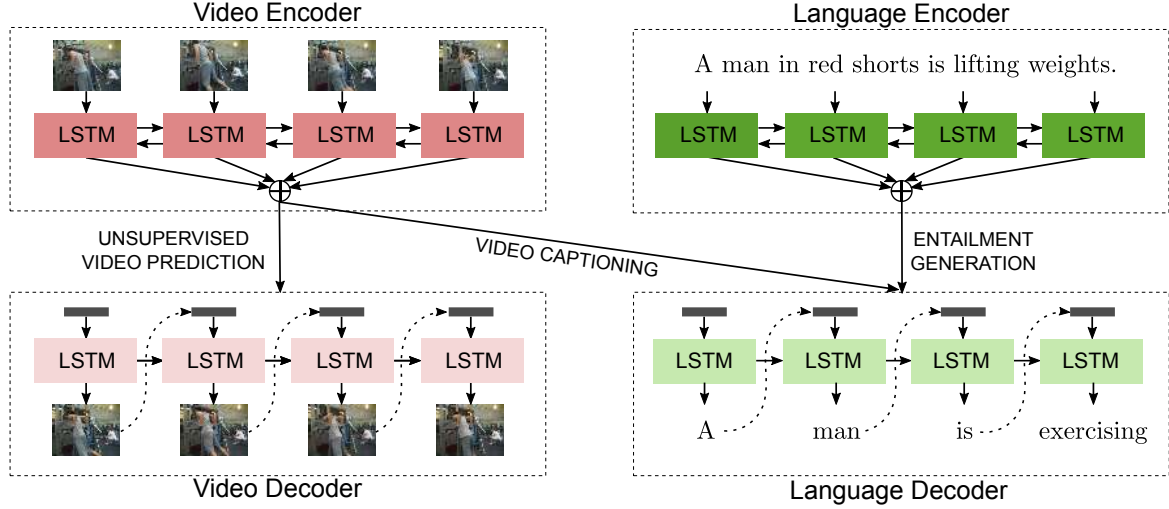 Video Encoder
Language Encoder
A man in red shorts is lifting weights.
LSTM LSTM LSTM LSTM
LSTM LSTM LSTM LSTM
UNSUPERVISED
VIDEO PREDICTION
VIDEO CAPTIONING
ENTAILMENT
GENERATION
LSTM LSTM LSTM LSTM
LSTM LSTM LSTM LSTM
A man is exercising
Video Decoder
Language Decoder